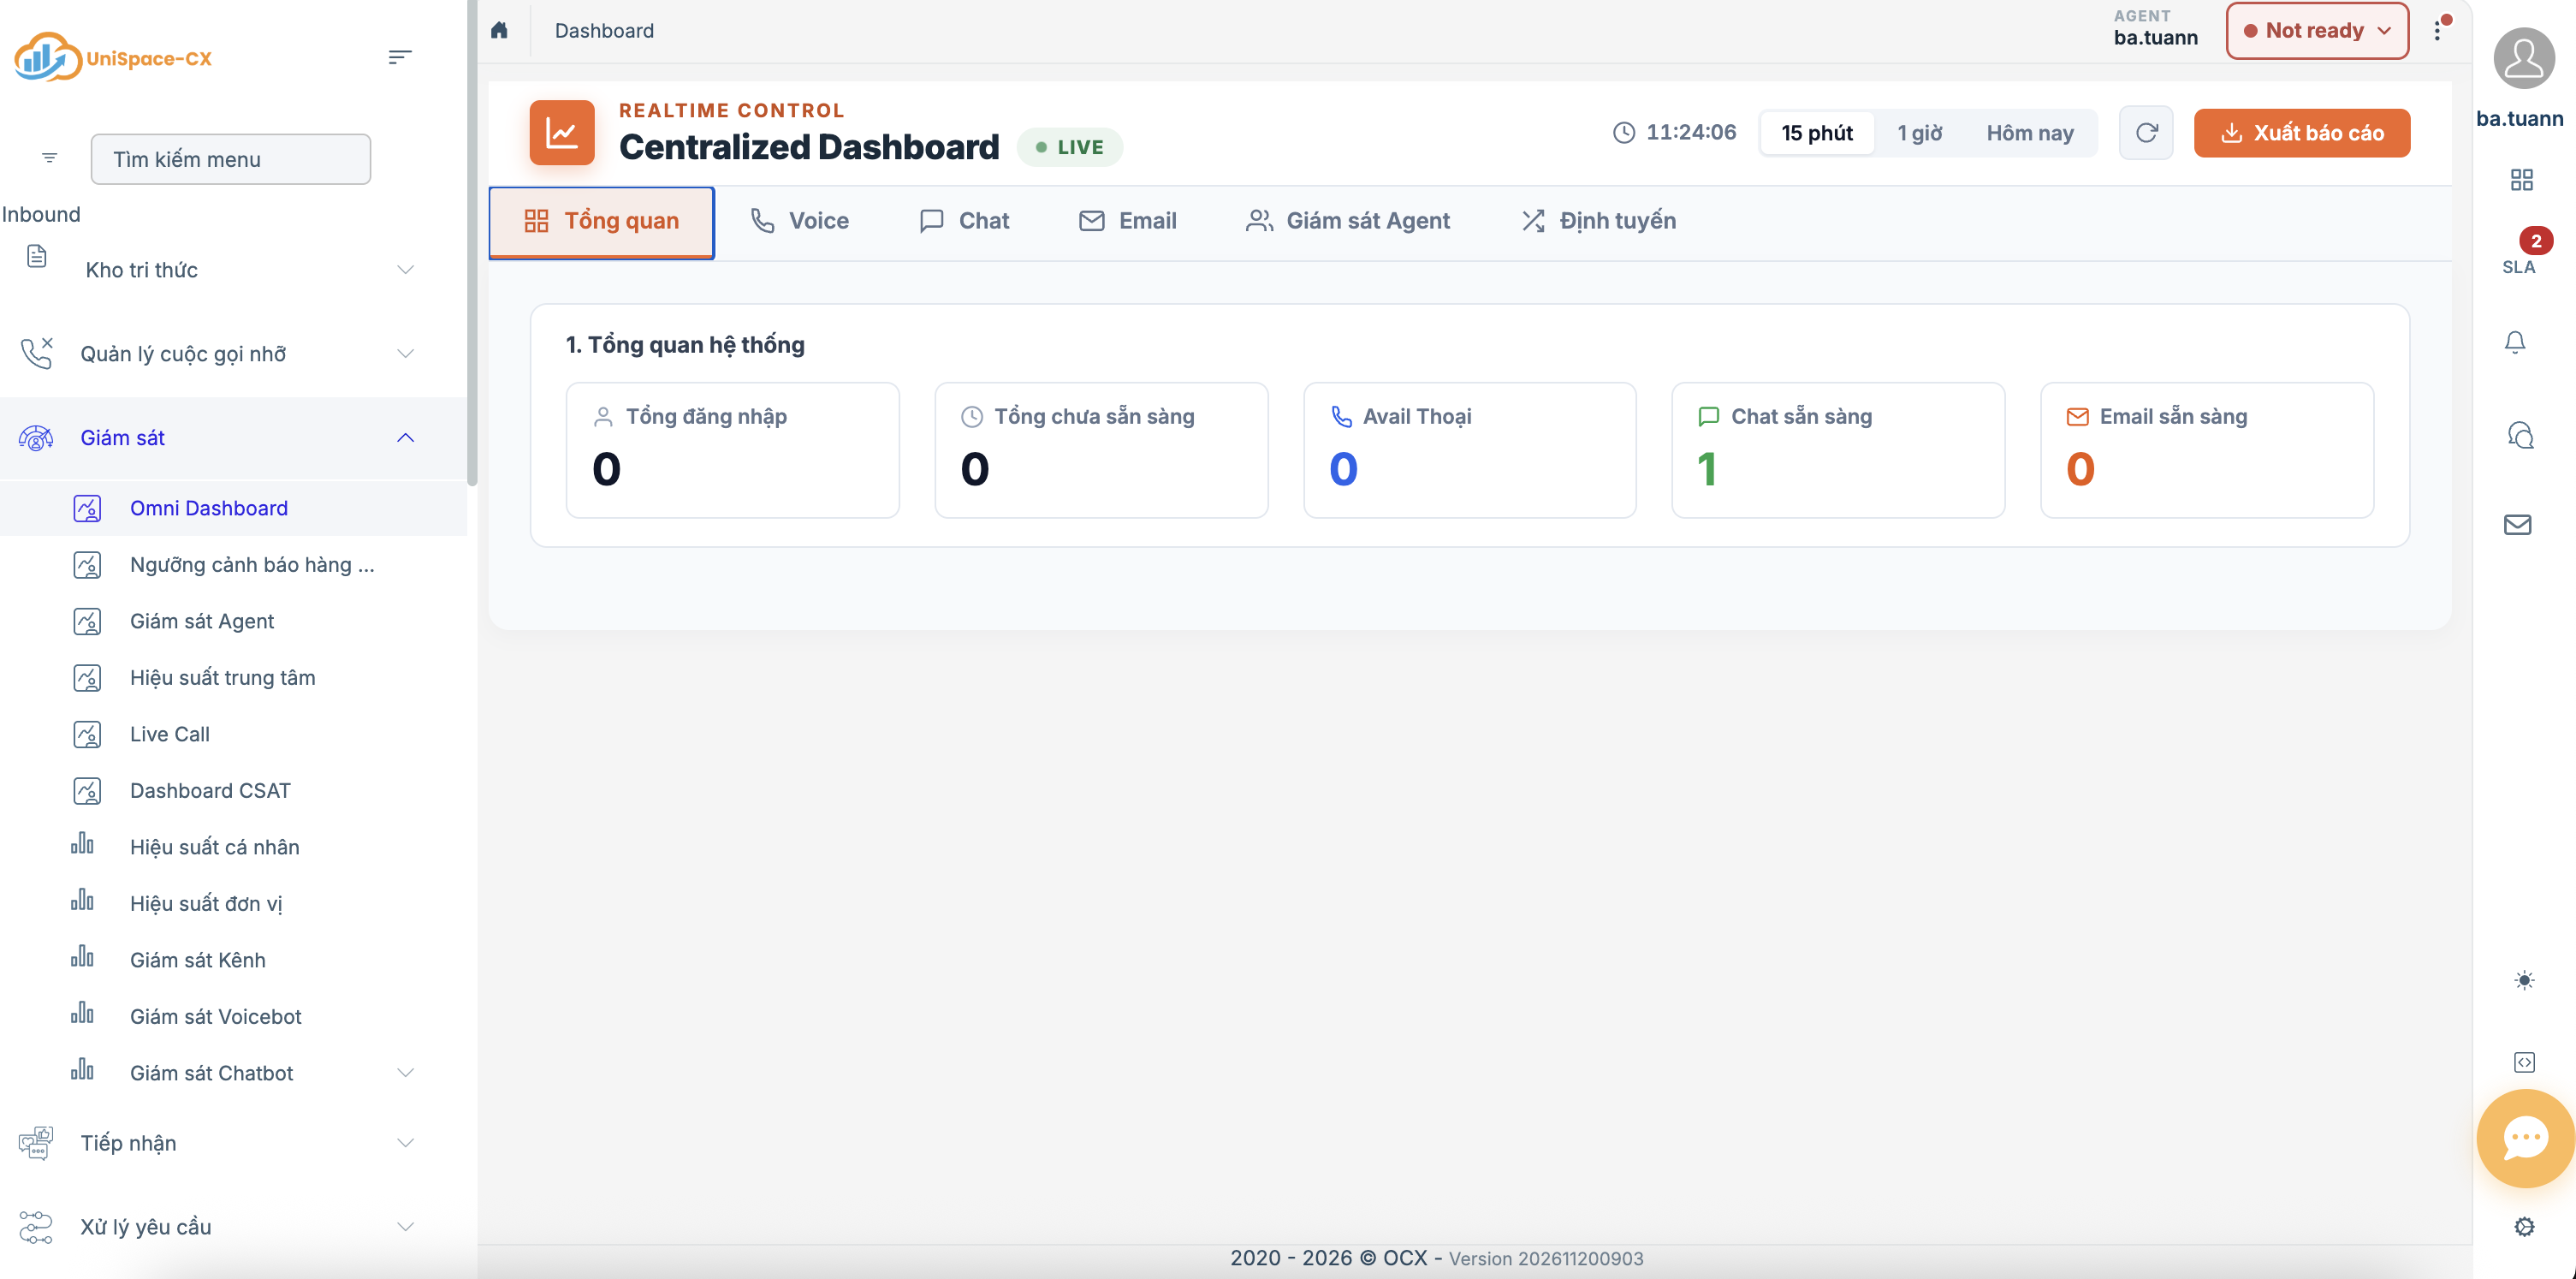 UniSpace-CX
Tìm kiếm menu
Inbound
Kho tri thức
Quản lý cuộc gọi nhỡ
Giám sát
Omni Dashboard
Ngưỡng cảnh báo hàng ...
Giám sát Agent
Hiệu suất trung tâm
Live Call
Dashboard CSAT
Hiệu suất cá nhân
Hiệu suất đơn vị
Giám sát Kênh
Giám sát Voicebot
Giám sát Chatbot
Tiếp nhận
Xử lý yêu cầu
Dashboard
AGENT
ba.tuann
Not ready
REALTIME CONTROL
Centralized Dashboard
LIVE
11:24:06
15 phút
1 giờ
Hôm nay
Xuất báo cáo
Tổng quan
Voice
Chat
Email
Giám sát Agent
Định tuyến
1. Tổng quan hệ thống
Tổng đăng nhập
0
Tổng chưa sẵn sàng
0
Avail Thoại
0
Chat sẵn sàng
1
Email sẵn sàng
0
2020 - 2026 © OCX - Version 202611200903
ba.tuann
2
SLA